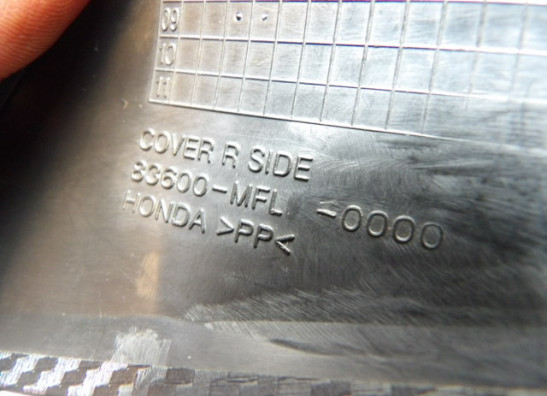 09
10
11
COVER R SIDE
83600-MFL -0000
HONDA >PP<